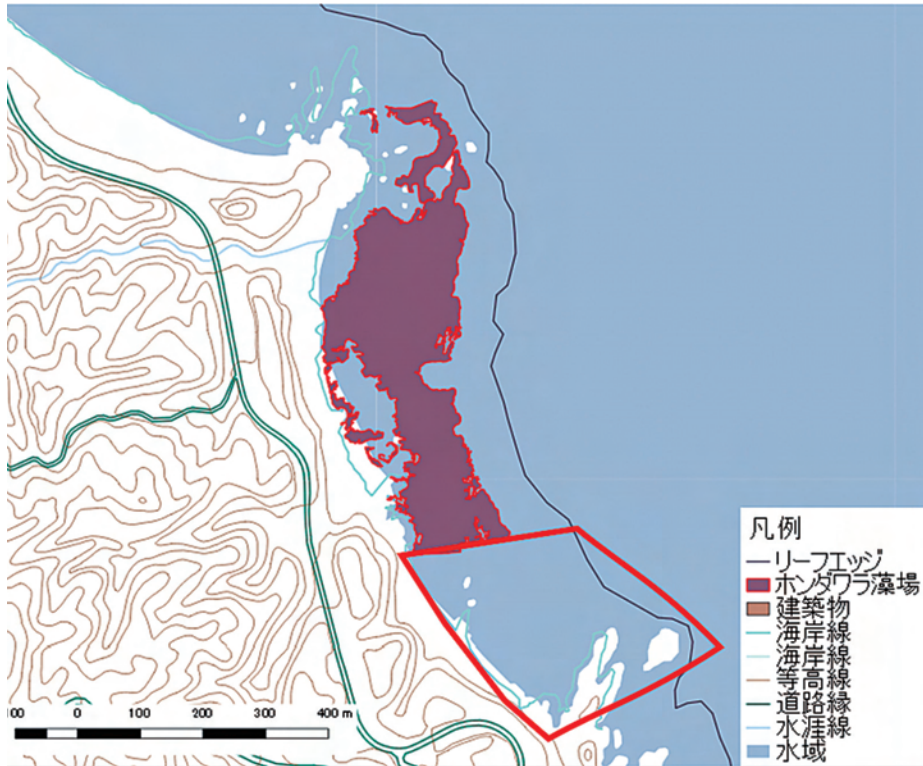 凡例
リーフエッジ
ホンダワラ藻場
建築物
海岸線
海岸線
等高線
道路縁
水涯線
水域
100 0 100 200 300 400 m